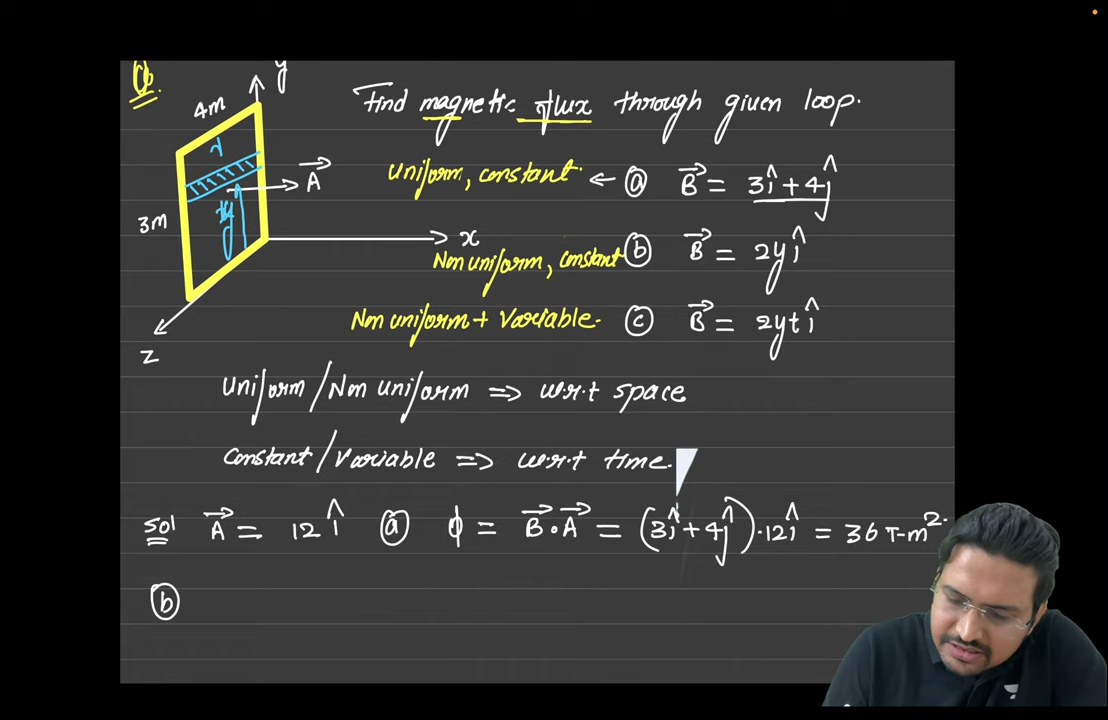 Q.
y
4m
Find magnetic flux through given loop.
uniform, constant. ← ⓐ B⃗ = 3î + 4ĵ
A⃗
3m
x
Non uniform, constant ⓑ B⃗ = 2y î
Non uniform + Variable. ⓒ B⃗ = 2yt î
z
Uniform / Non uniform ⇒ w.r.t space
Constant / Variable ⇒ w.r.t time.
Sol A⃗ = 12 î ⓐ ϕ = B⃗ · A⃗ = (3î + 4ĵ) · 12î = 36 T-m².
ⓑ